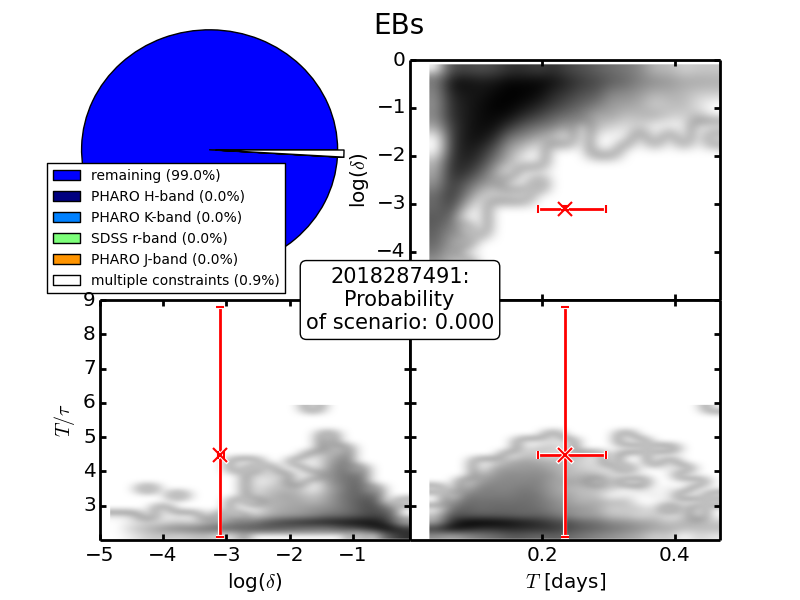 EBs
remaining (99.0%)
PHARO H-band (0.0%)
PHARO K-band (0.0%)
SDSS r-band (0.0%)
PHARO J-band (0.0%)
multiple constraints (0.9%)
log(δ)
0
−1
−2
−3
−4
2018287491:
Probability
of scenario: 0.000
T/τ
9
8
7
6
5
4
3
−5
−4
−3
−2
−1
log(δ)
0.2
0.4
T [days]